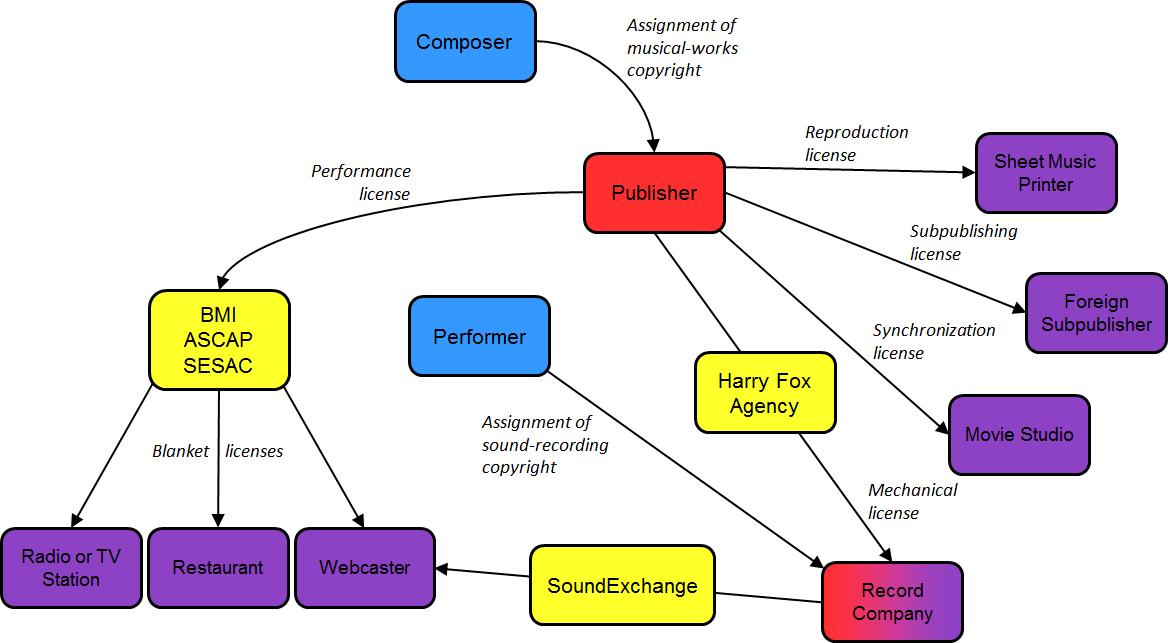 Composer
Assignment of
musical-works
copyright
Reproduction
license
Sheet Music
Printer
Performance
license
Publisher
Subpublishing
license
Foreign
Subpublisher
BMI
ASCAP
SESAC
Performer
Synchronization
license
Harry Fox
Agency
Assignment of
sound-recording
copyright
Movie Studio
Blanket licenses
Mechanical
license
Radio or TV
Station
Restaurant
Webcaster
SoundExchange
Record
Company